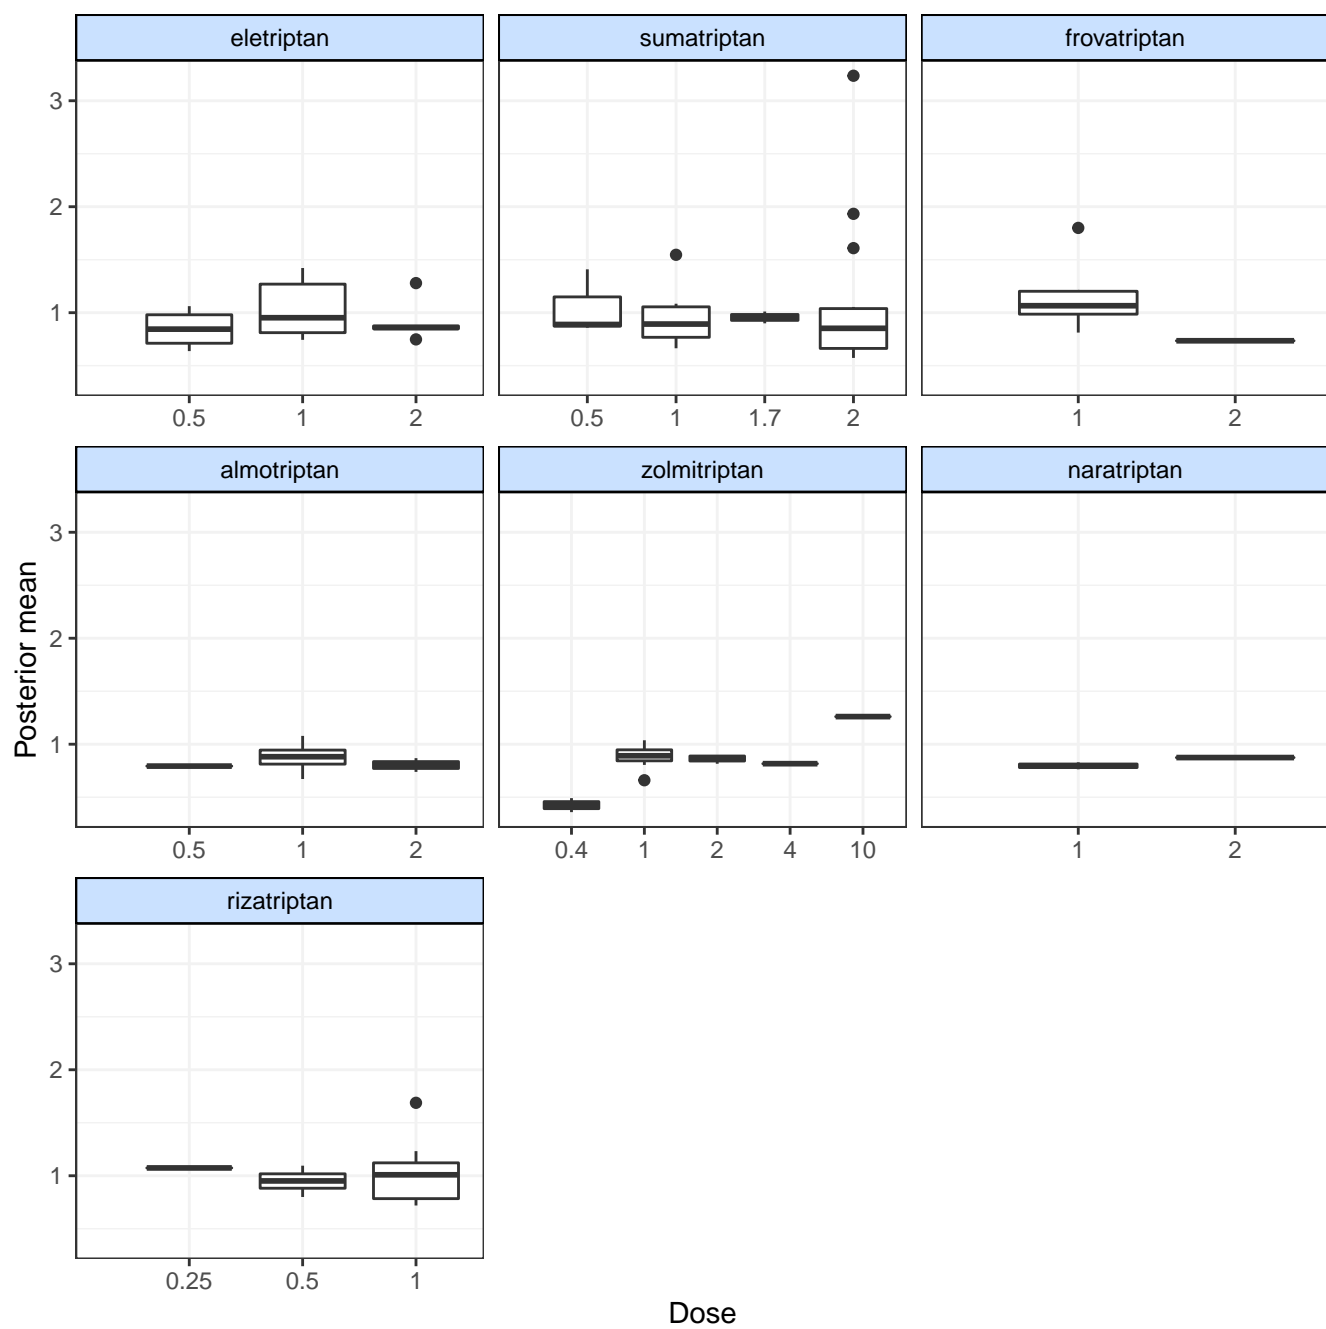 eletriptan sumatriptan frovatriptan
3
2
1
0.5 1 2 0.5 1 1.7 2 1 2
almotriptan zolmitriptan naratriptan
3
2
1
0.5 1 2 0.4 1 2 4 10 1 2
Posterior mean
rizatriptan
3
2
1
0.25 0.5 1
Dose